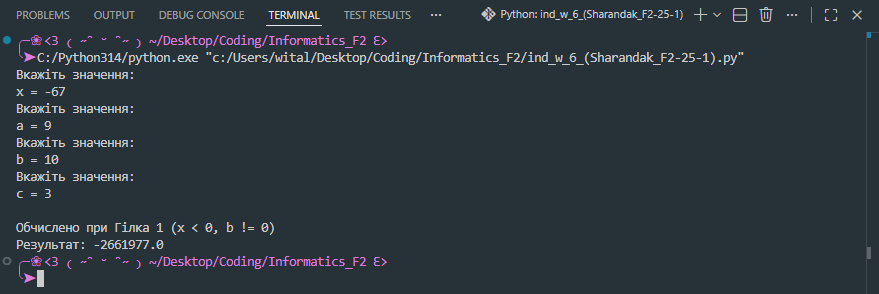 PROBLEMS OUTPUT DEBUG CONSOLE TERMINAL TEST RESULTS ··· Python: ind_w_6_(Sharandak_F2-25-1)
<3 ( ˶ˆ ᵕ ˆ˶ ) ~/Desktop/Coding/Informatics_F2 Ɛ>
C:/Python314/python.exe "c:/Users/wital/Desktop/Coding/Informatics_F2/ind_w_6_(Sharandak_F2-25-1).py"
Вкажіть значення:
x = -67
Вкажіть значення:
a = 9
Вкажіть значення:
b = 10
Вкажіть значення:
c = 3
Обчислено при Гілка 1 (x < 0, b != 0)
Результат: -2661977.0
<3 ( ˶ˆ ᵕ ˆ˶ ) ~/Desktop/Coding/Informatics_F2 Ɛ>